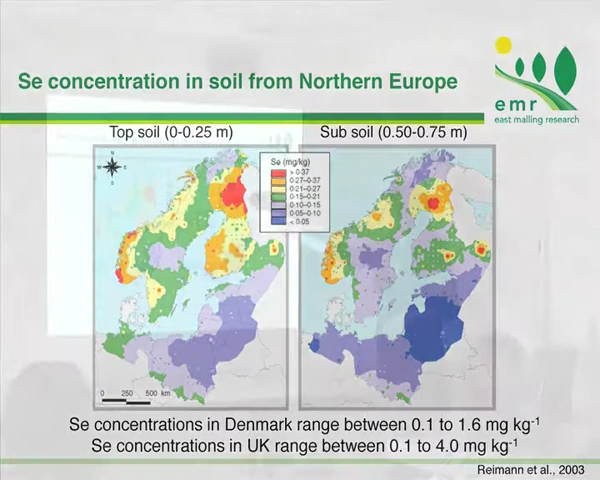 Se concentration in soil from Northern Europe
emr
east malling research
Top soil (0-0.25 m)
Sub soil (0.50-0.75 m)
N
W
E
S
Se (mg/kg)
> 0·37
0·27–0·37
0·21–0·27
0·15–0·21
0·10–0·15
0·05–0·10
< 0·05
0 250 500 km
Se concentrations in Denmark range between 0.1 to 1.6 mg kg-1
Se concentrations in UK range between 0.1 to 4.0 mg kg-1
Reimann et al., 2003